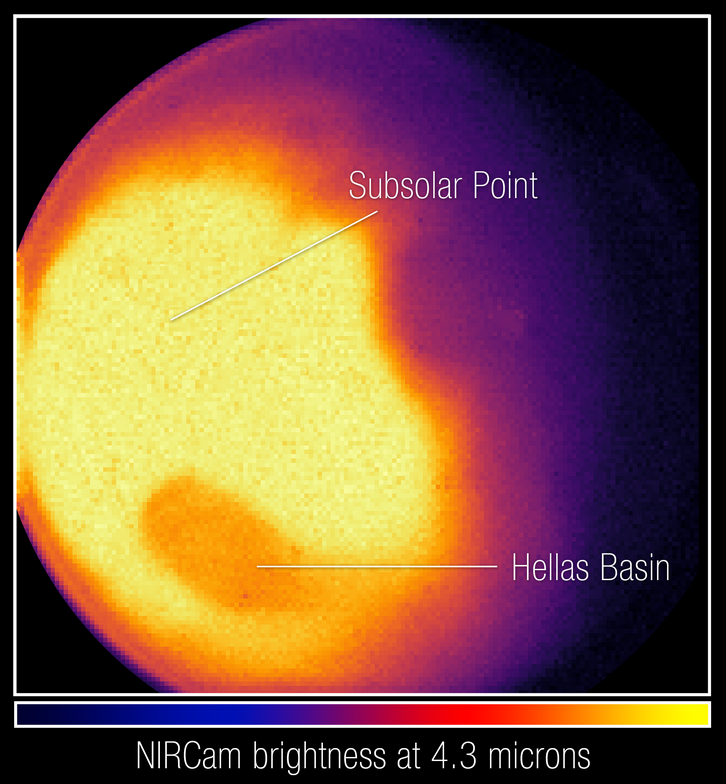 Subsolar Point
Hellas Basin
NIRCam brightness at 4.3 microns